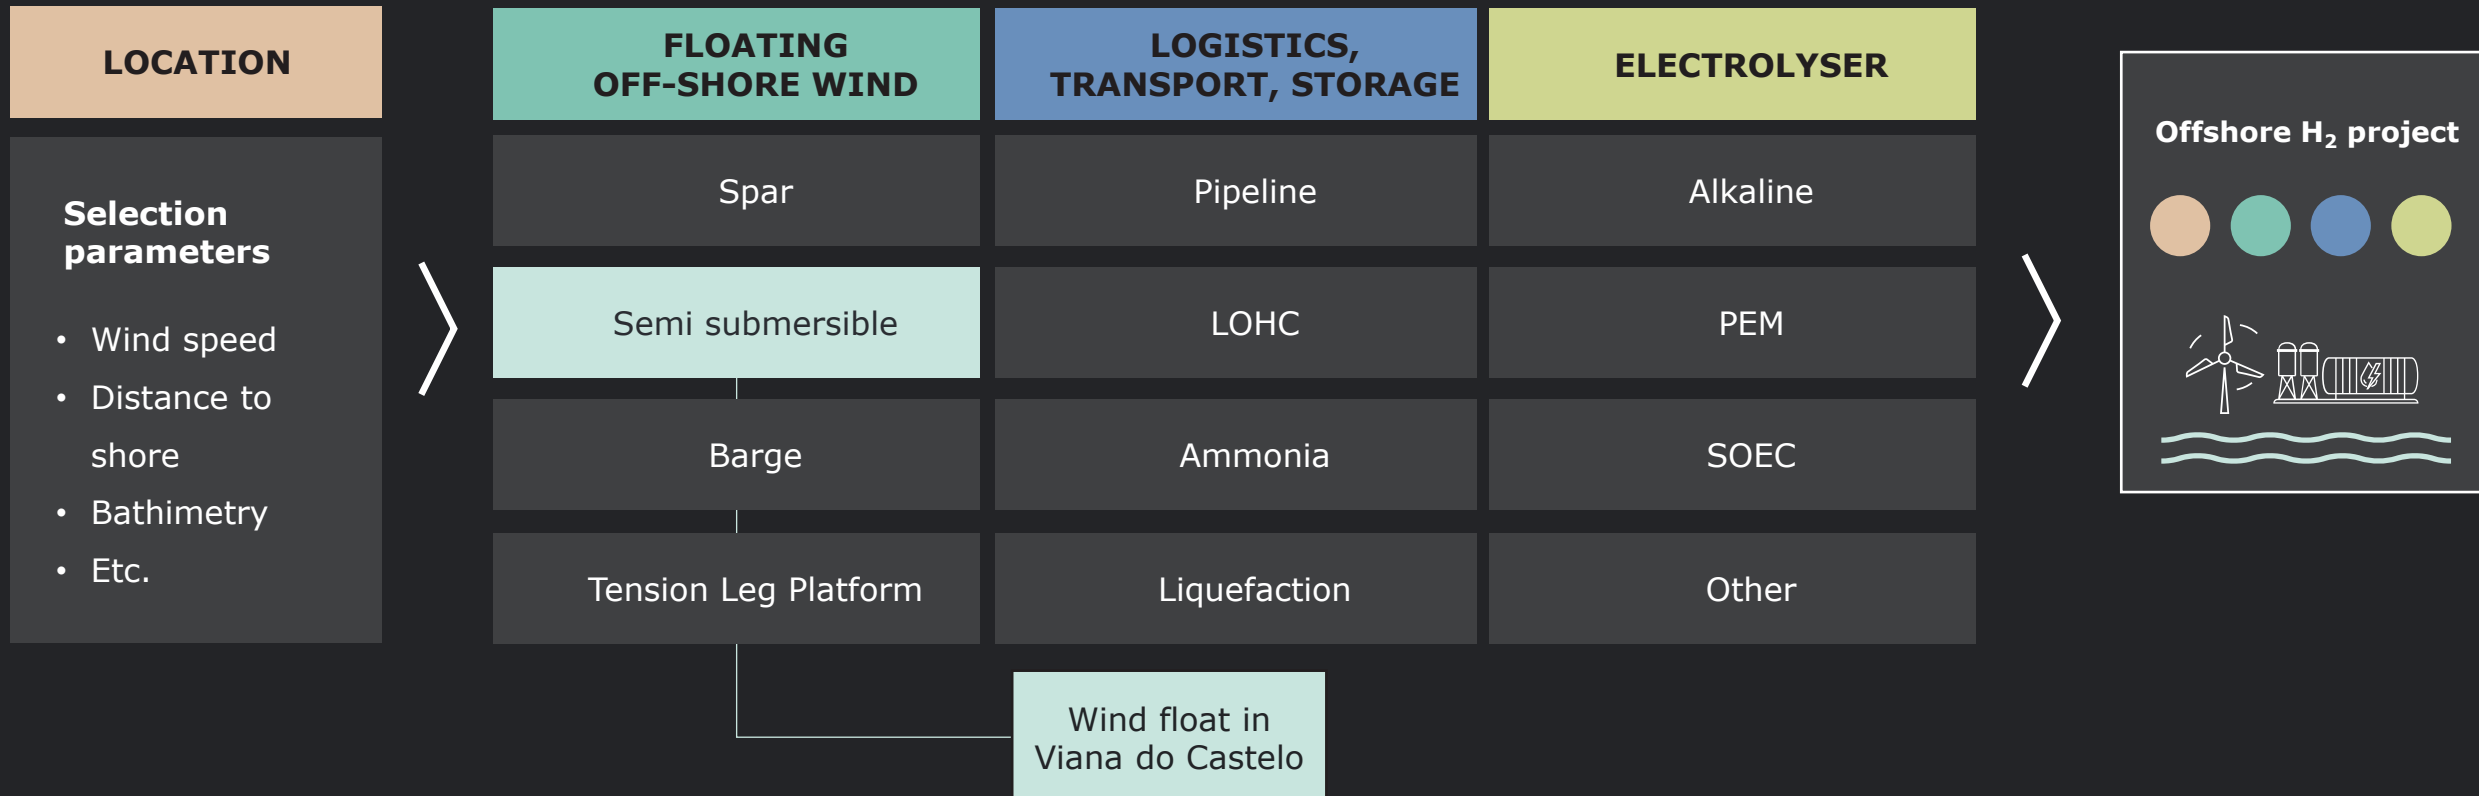 LOCATION
Selection
parameters
• Wind speed
• Distance to
shore
• Bathimetry
• Etc.
FLOATING
OFF-SHORE WIND
Spar
Semi submersible
Barge
Tension Leg Platform
LOGISTICS,
TRANSPORT, STORAGE
Pipeline
LOHC
Ammonia
Liquefaction
ELECTROLYSER
Alkaline
PEM
SOEC
Other
Wind float in
Viana do Castelo
Offshore H₂ project